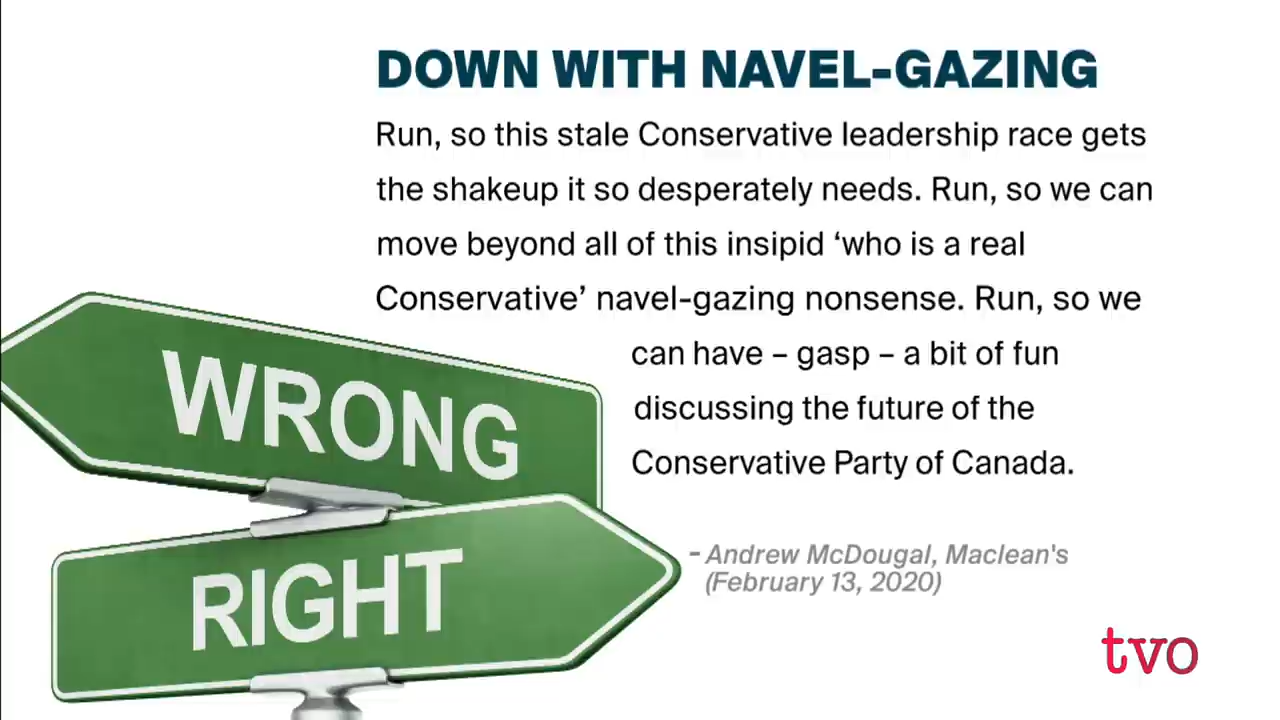 DOWN WITH NAVEL-GAZING
Run, so this stale Conservative leadership race gets
the shakeup it so desperately needs. Run, so we can
move beyond all of this insipid ‘who is a real
Conservative’ navel-gazing nonsense. Run, so we
can have – gasp – a bit of fun
discussing the future of the
Conservative Party of Canada.
WRONG
RIGHT
- Andrew McDougal, Maclean's
(February 13, 2020)
tvo